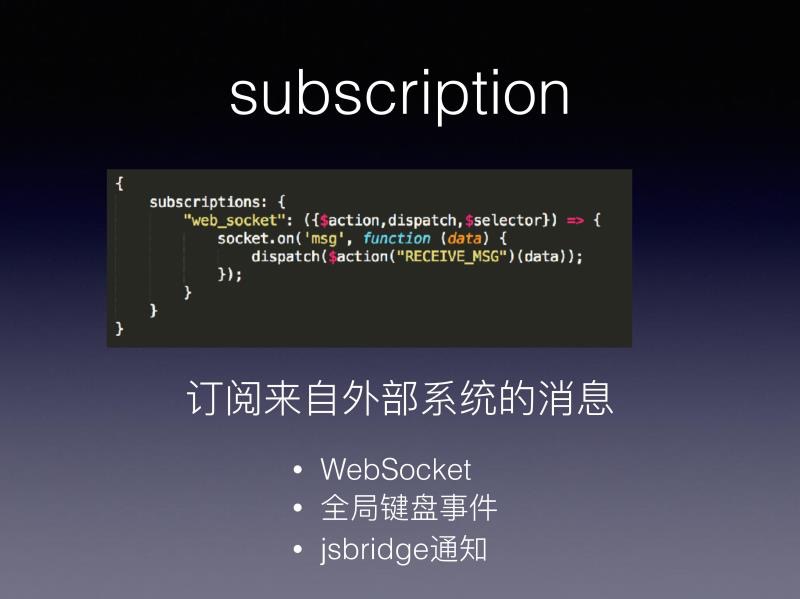 subscription
{
subscriptions: {
"web_socket": ({$action,dispatch,$selector}) => {
socket.on('msg', function (data) {
dispatch($action("RECEIVE_MSG")(data));
});
}
}
}
订阅来自外部系统的消息
• WebSocket
• 全局键盘事件
• jsbridge通知